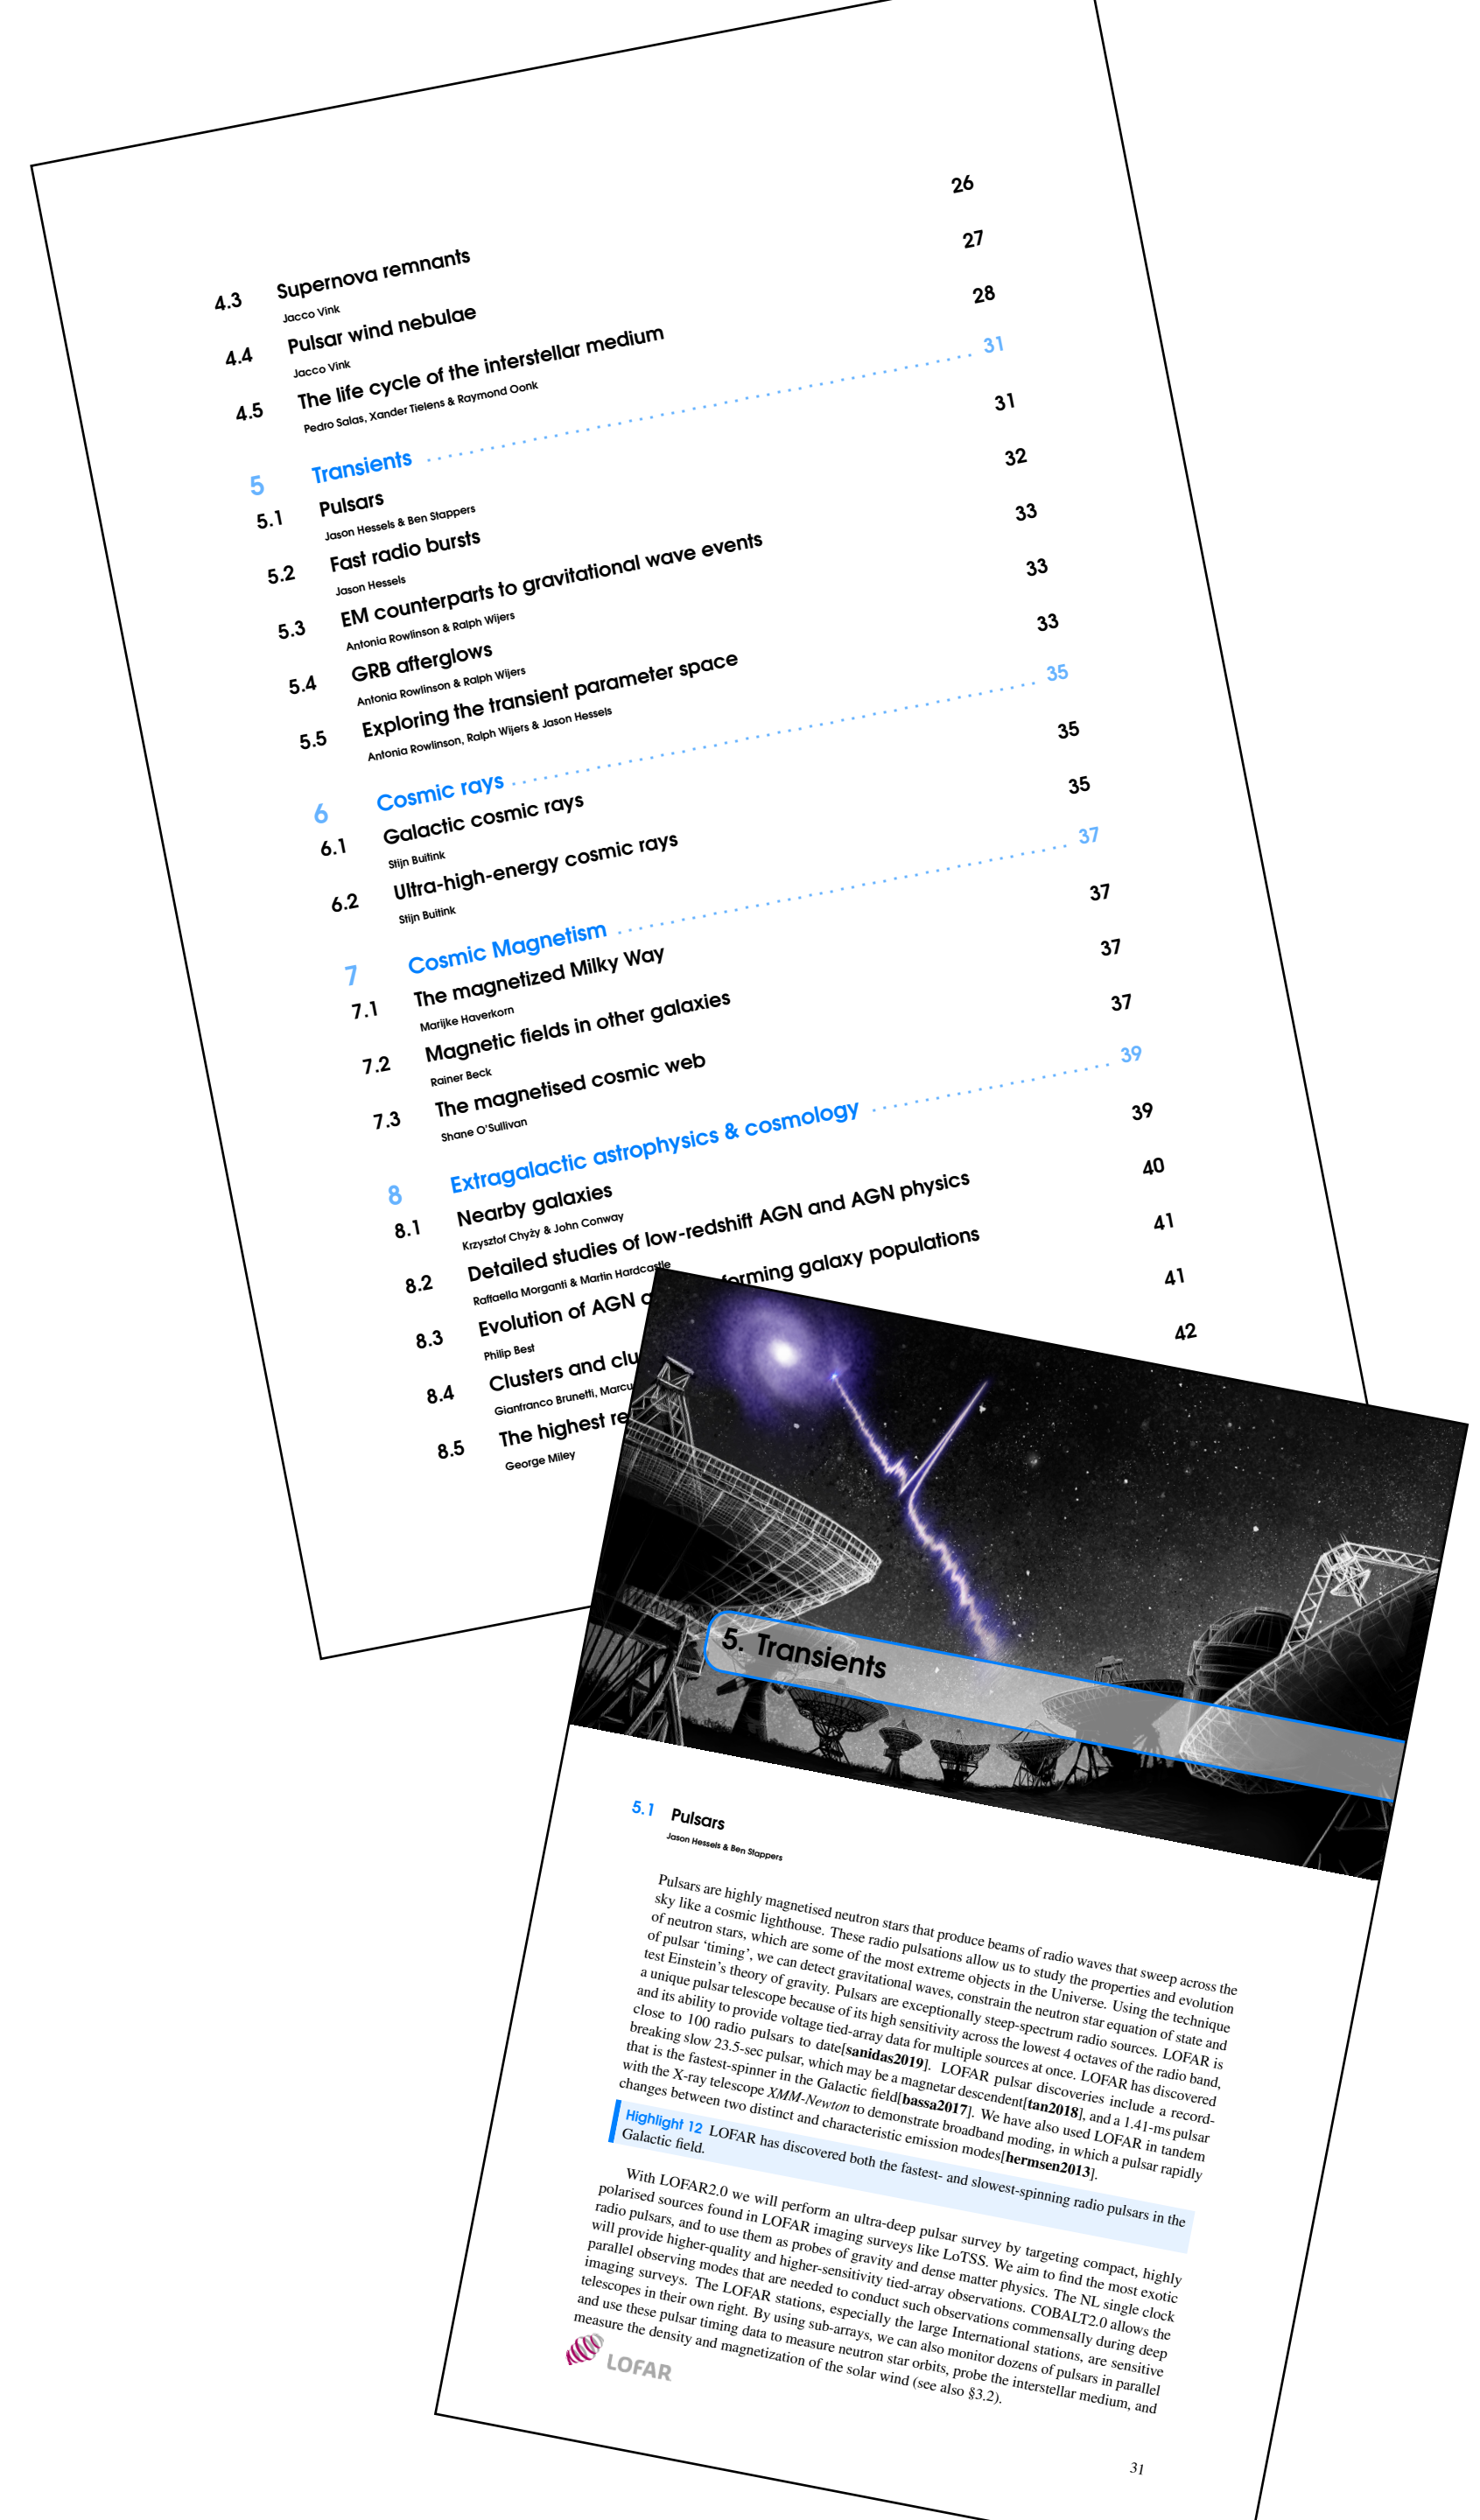 4.3 Supernova remnants 26
Jacco Vink
4.4 Pulsar wind nebulae 27
Jacco Vink
4.5 The life cycle of the interstellar medium 28
Pedro Salas, Xander Tielens & Raymond Oonk
5 Transients 31
5.1 Pulsars 31
Jason Hessels & Ben Stappers
5.2 Fast radio bursts 32
Jason Hessels
5.3 EM counterparts to gravitational wave events 33
Antonia Rowlinson & Ralph Wijers
5.4 GRB afterglows 33
Antonia Rowlinson & Ralph Wijers
5.5 Exploring the transient parameter space 33
Antonia Rowlinson, Ralph Wijers & Jason Hessels
6 Cosmic rays 35
6.1 Galactic cosmic rays 35
Stijn Buitink
6.2 Ultra-high-energy cosmic rays 35
Stijn Buitink
7 Cosmic Magnetism 37
7.1 The magnetized Milky Way 37
Marijke Haverkorn
7.2 Magnetic fields in other galaxies 37
Rainer Beck
7.3 The magnetised cosmic web 37
Shane O'Sullivan
8 Extragalactic astrophysics & cosmology 39
8.1 Nearby galaxies 39
Krzysztof Chyży & John Conway
8.2 Detailed studies of low-redshift AGN and AGN physics 40
Raffaella Morganti & Martin Hardcastle
8.3 Evolution of AGN forming galaxy populations 41
Philip Best
8.4 Clusters and 41
Gianfranco Brunetti,
8.5 The highest 42
George Miley
5. Transients
5.1 Pulsars
Jason Hessels & Ben Stappers
Pulsars are highly magnetised neutron stars that produce beams of radio waves that sweep across the
sky like a cosmic lighthouse. These radio pulsations allow us to study the properties and evolution
of neutron stars, which are some of the most extreme objects in the Universe. Using the technique
of pulsar ‘timing’, we can detect gravitational waves, constrain the neutron star equation of state and
test Einstein’s theory of gravity. Pulsars are exceptionally steep-spectrum radio sources. LOFAR is
a unique pulsar telescope because of its high sensitivity across the lowest 4 octaves of the radio band,
and its ability to provide voltage tied-array data for multiple sources at once. LOFAR has discovered
close to 100 radio pulsars to date[sanidas2019]. LOFAR pulsar discoveries include a record-
breaking slow 23.5-sec pulsar, which may be a magnetar descendent[tan2018], and a 1.41-ms pulsar
that is the fastest-spinner in the Galactic field[bassa2017]. We have also used LOFAR in tandem
with the X-ray telescope XMM-Newton to demonstrate broadband moding, in which a pulsar rapidly
changes between two distinct and characteristic emission modes[hermsen2013].
Highlight 12 LOFAR has discovered both the fastest- and slowest-spinning radio pulsars in the
Galactic field.
With LOFAR2.0 we will perform an ultra-deep pulsar survey by targeting compact, highly
polarised sources found in LOFAR imaging surveys like LoTSS. We aim to find the most exotic
radio pulsars, and to use them as probes of gravity and dense matter physics. The NL single clock
will provide higher-quality and higher-sensitivity tied-array observations. COBALT2.0 allows the
parallel observing modes that are needed to conduct such observations commensally during deep
imaging surveys. The LOFAR stations, especially the large International stations, are sensitive
telescopes in their own right. By using sub-arrays, we can also monitor dozens of pulsars in parallel
and use these pulsar timing data to measure neutron star orbits, probe the interstellar medium, and
measure the density and magnetization of the solar wind (see also §3.2).
LOFAR
31